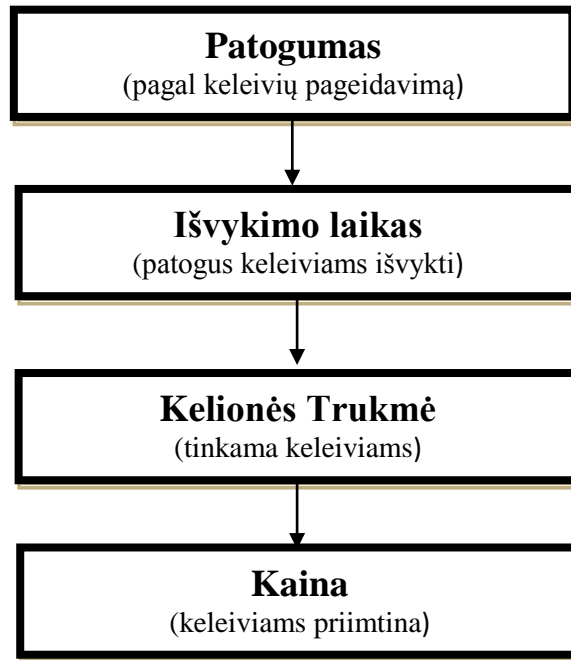 Patogumas
(pagal keleivių pageidavimą)
Išvykimo laikas
(patogus keleiviams išvykti)
Kelionės Trukmė
(tinkama keleiviams)
Kaina
(keleiviams priimtina)